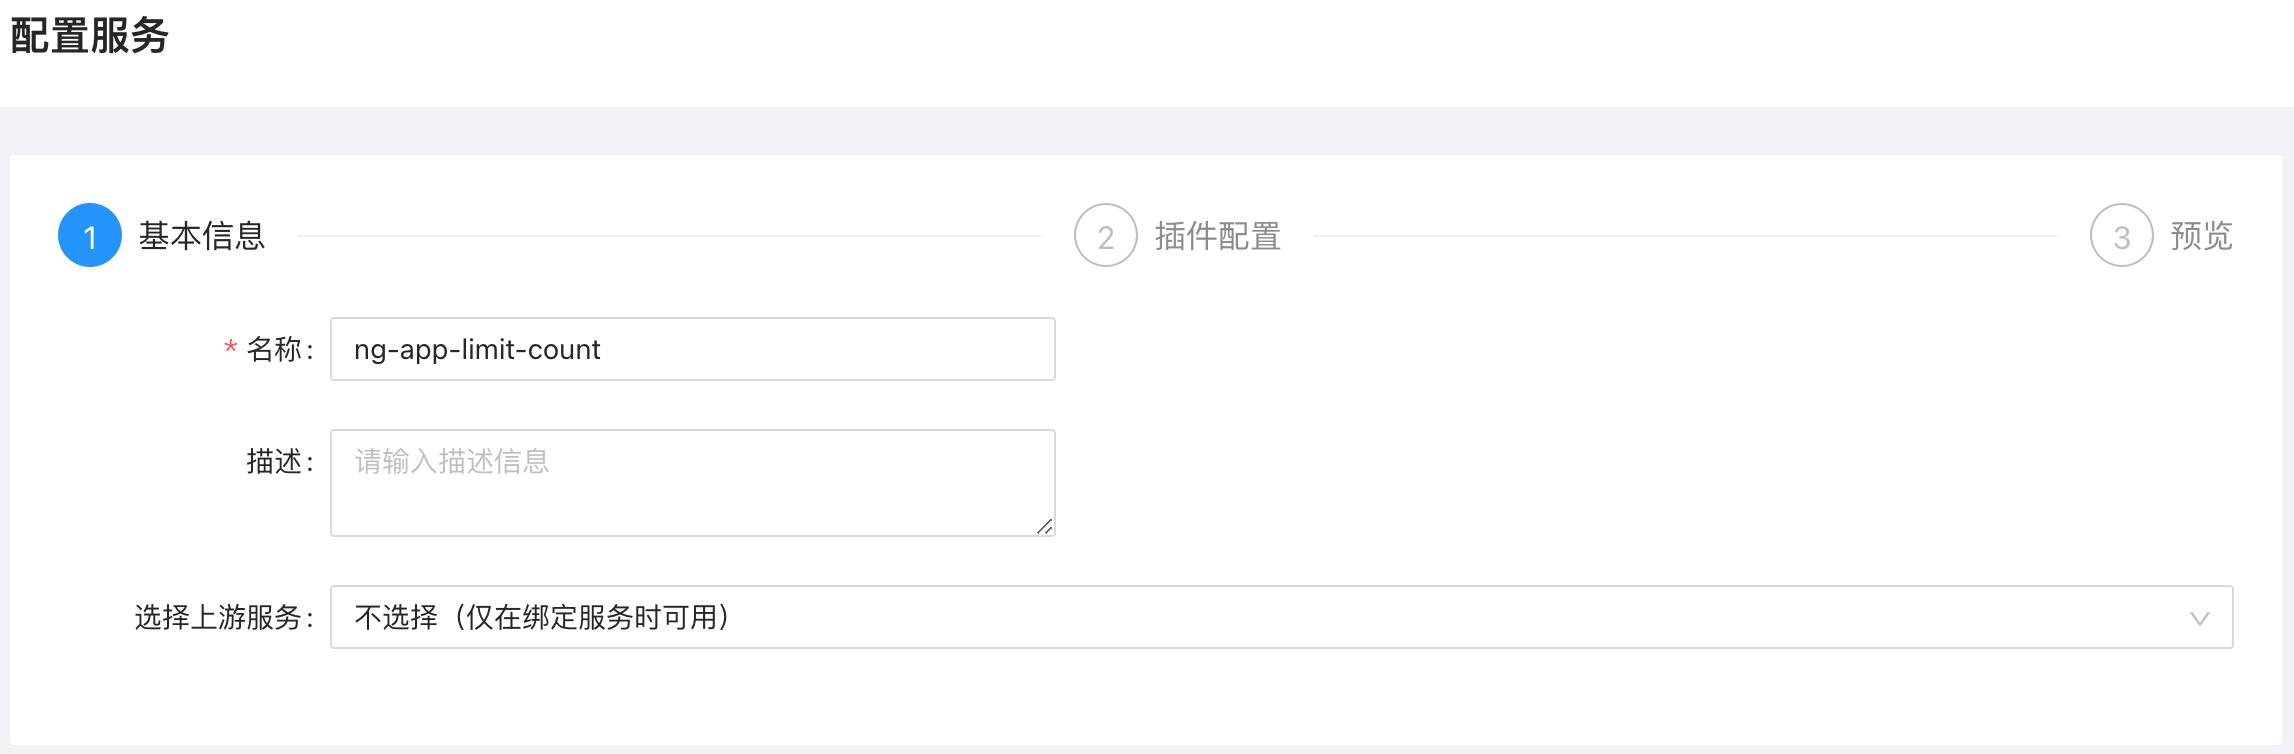 配置服务
1 基本信息 2 插件配置 3 预览
* 名称: ng-app-limit-count
描述: 请输入描述信息
选择上游服务: 不选择（仅在绑定服务时可用）